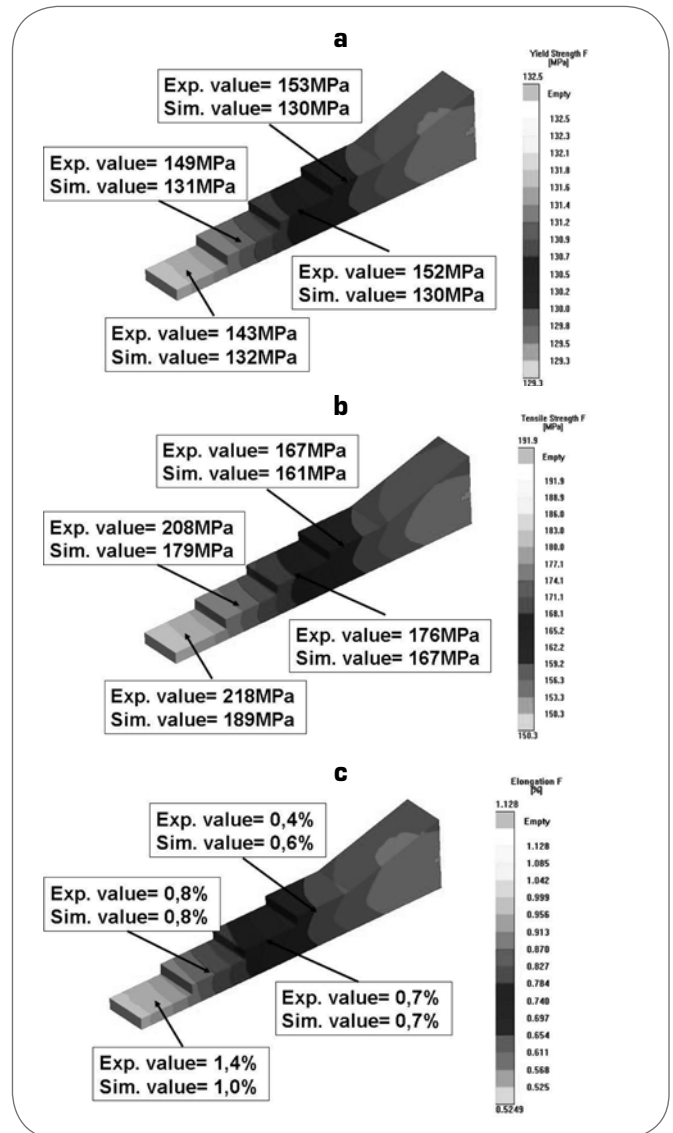 a
Yield Strength F
[MPa]
132.5
Empty
132.5
132.3
132.1
131.8
131.6
131.4
131.2
130.9
130.7
130.5
130.2
130.0
129.8
129.5
129.3
129.3
Exp. value= 153MPa
Sim. value= 130MPa
Exp. value= 149MPa
Sim. value= 131MPa
Exp. value= 152MPa
Sim. value= 130MPa
Exp. value= 143MPa
Sim. value= 132MPa
b
Tensile Strength F
[MPa]
191.9
Empty
191.9
188.9
186.0
183.0
180.0
177.1
174.1
171.1
168.1
165.2
162.2
159.2
156.3
153.3
150.3
150.3
Exp. value= 167MPa
Sim. value= 161MPa
Exp. value= 208MPa
Sim. value= 179MPa
Exp. value= 176MPa
Sim. value= 167MPa
Exp. value= 218MPa
Sim. value= 189MPa
c
Elongation F
[%]
1.128
Empty
1.128
1.085
1.042
0.999
0.956
0.913
0.870
0.827
0.784
0.740
0.697
0.654
0.611
0.568
0.525
0.5249
Exp. value= 0,4%
Sim. value= 0,6%
Exp. value= 0,8%
Sim. value= 0,8%
Exp. value= 0,7%
Sim. value= 0,7%
Exp. value= 1,4%
Sim. value= 1,0%